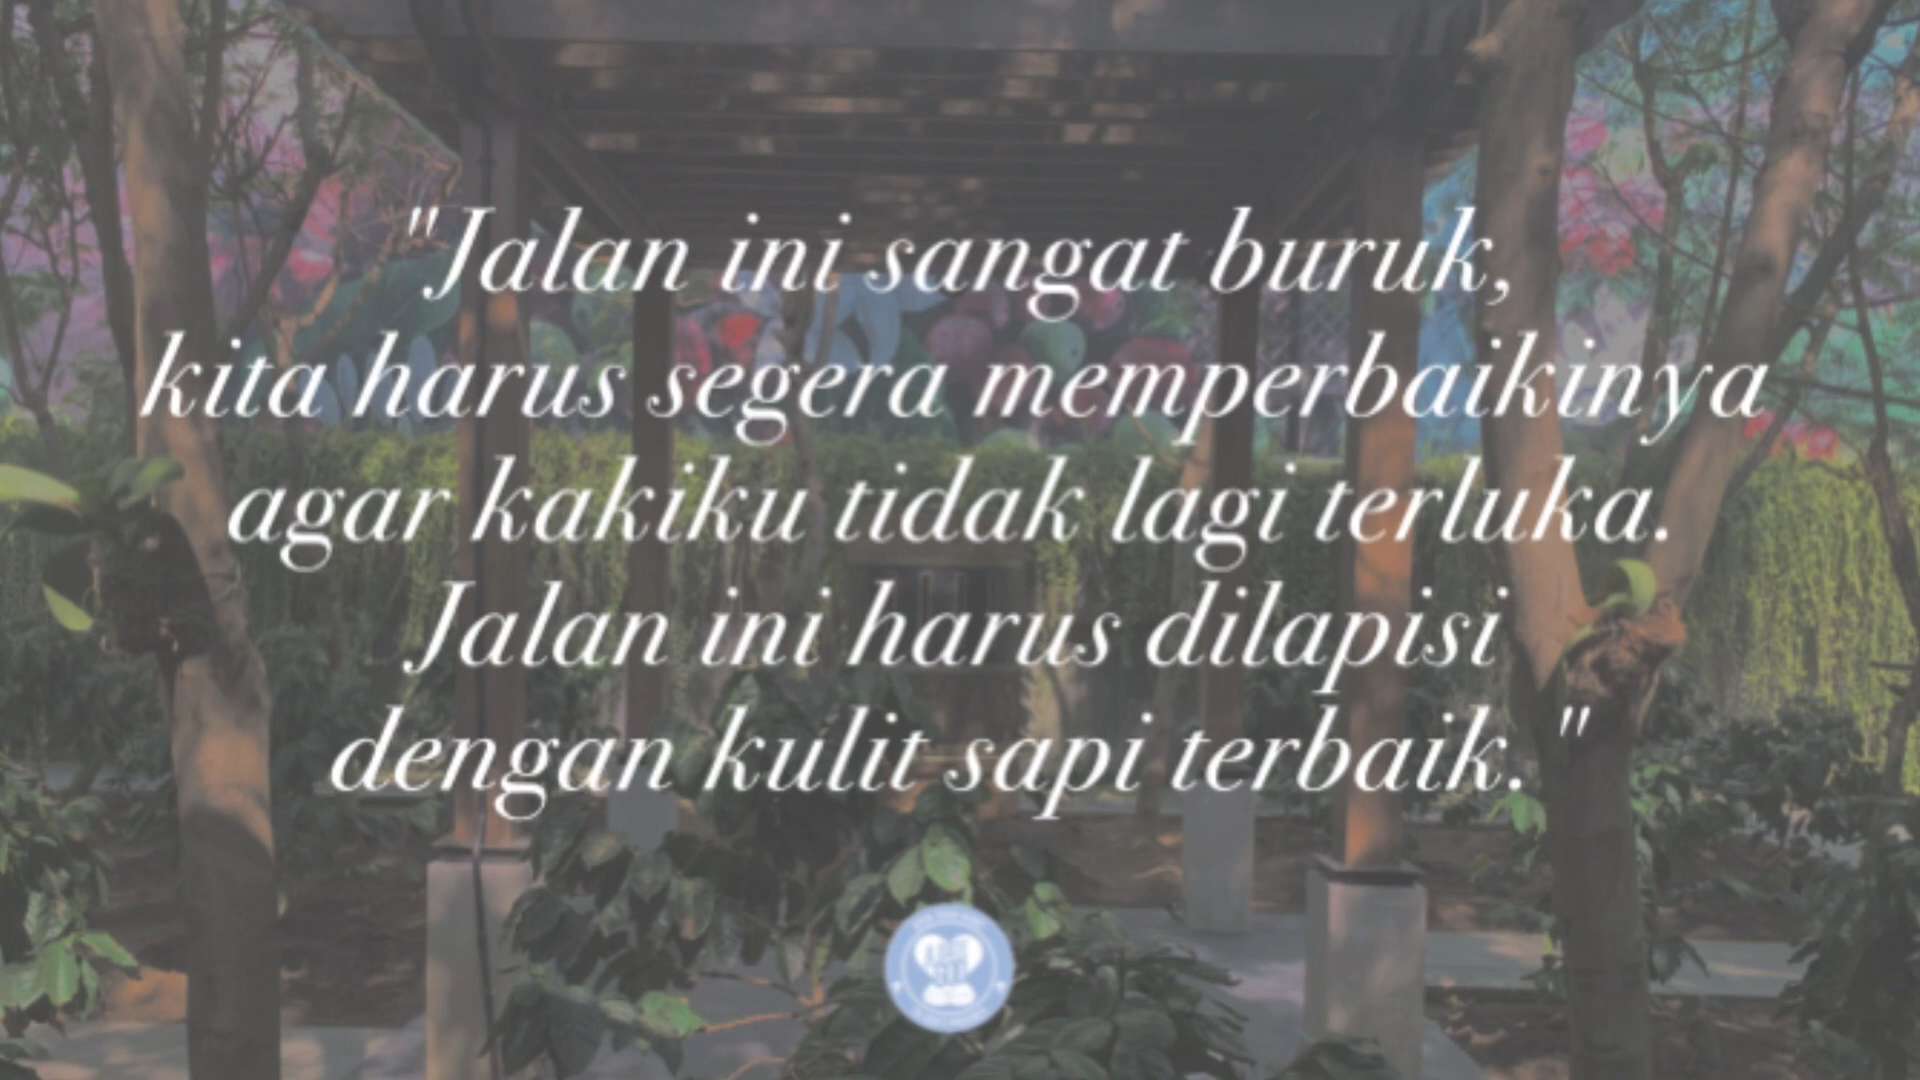 "Jalan ini sangat buruk,
kita harus segera memperbaikinya
agar kakiku tidak lagi terluka.
Jalan ini harus dilapisi
dengan kulit sapi terbaik. "